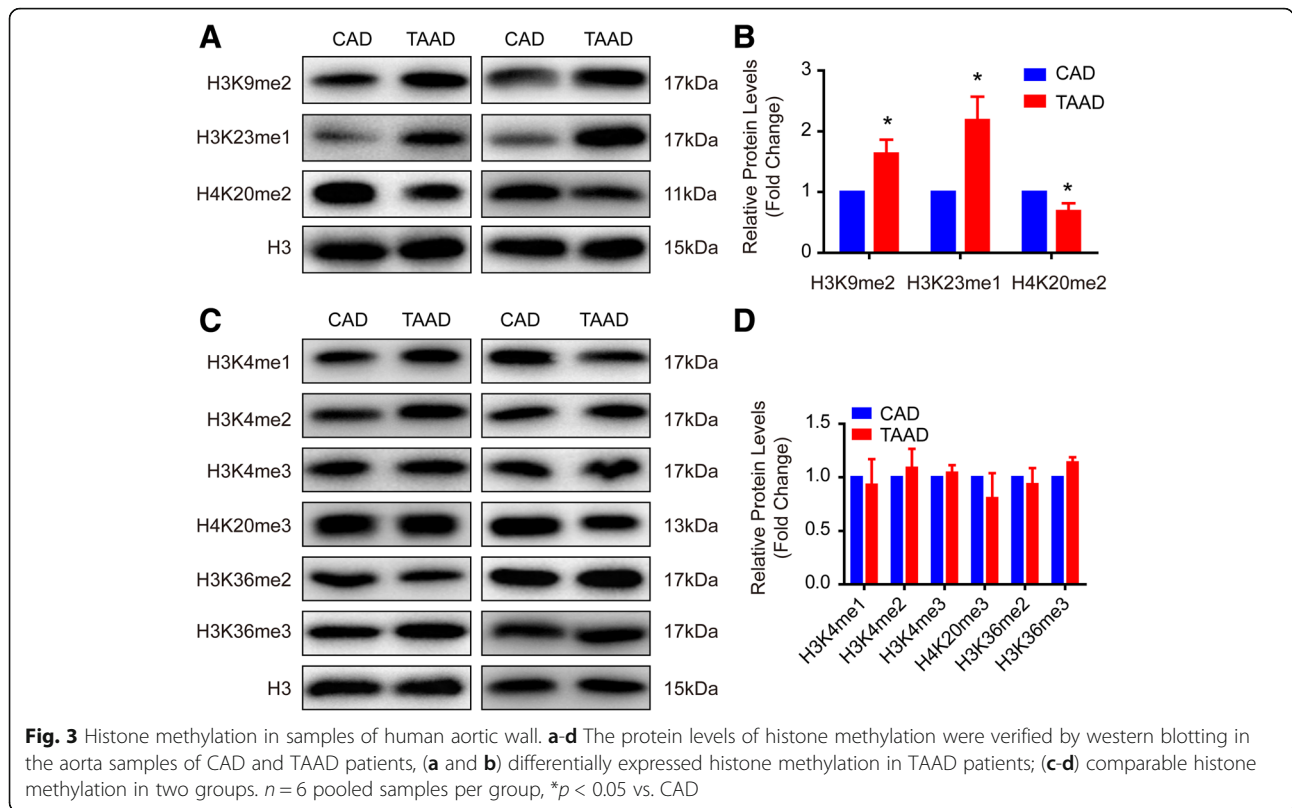 A
CAD TAAD CAD TAAD
H3K9me2 17kDa
H3K23me1 17kDa
H4K20me2 11kDa
H3 15kDa
B
Relative Protein Levels
(Fold Change)
3
2
1
0
* * *
CAD
TAAD
H3K9me2 H3K23me1 H4K20me2
C
CAD TAAD CAD TAAD
H3K4me1 17kDa
H3K4me2 17kDa
H3K4me3 17kDa
H4K20me3 13kDa
H3K36me2 17kDa
H3K36me3 17kDa
H3 15kDa
D
Relative Protein Levels
(Fold Change)
1.5
1.0
0.5
0.0
CAD
TAAD
H3K4me1 H3K4me2 H3K4me3 H4K20me3 H3K36me2 H3K36me3
Fig. 3 Histone methylation in samples of human aortic wall. a-d The protein levels of histone methylation were verified by western blotting in
the aorta samples of CAD and TAAD patients, (a and b) differentially expressed histone methylation in TAAD patients; (c-d) comparable histone
methylation in two groups. n = 6 pooled samples per group, *p < 0.05 vs. CAD